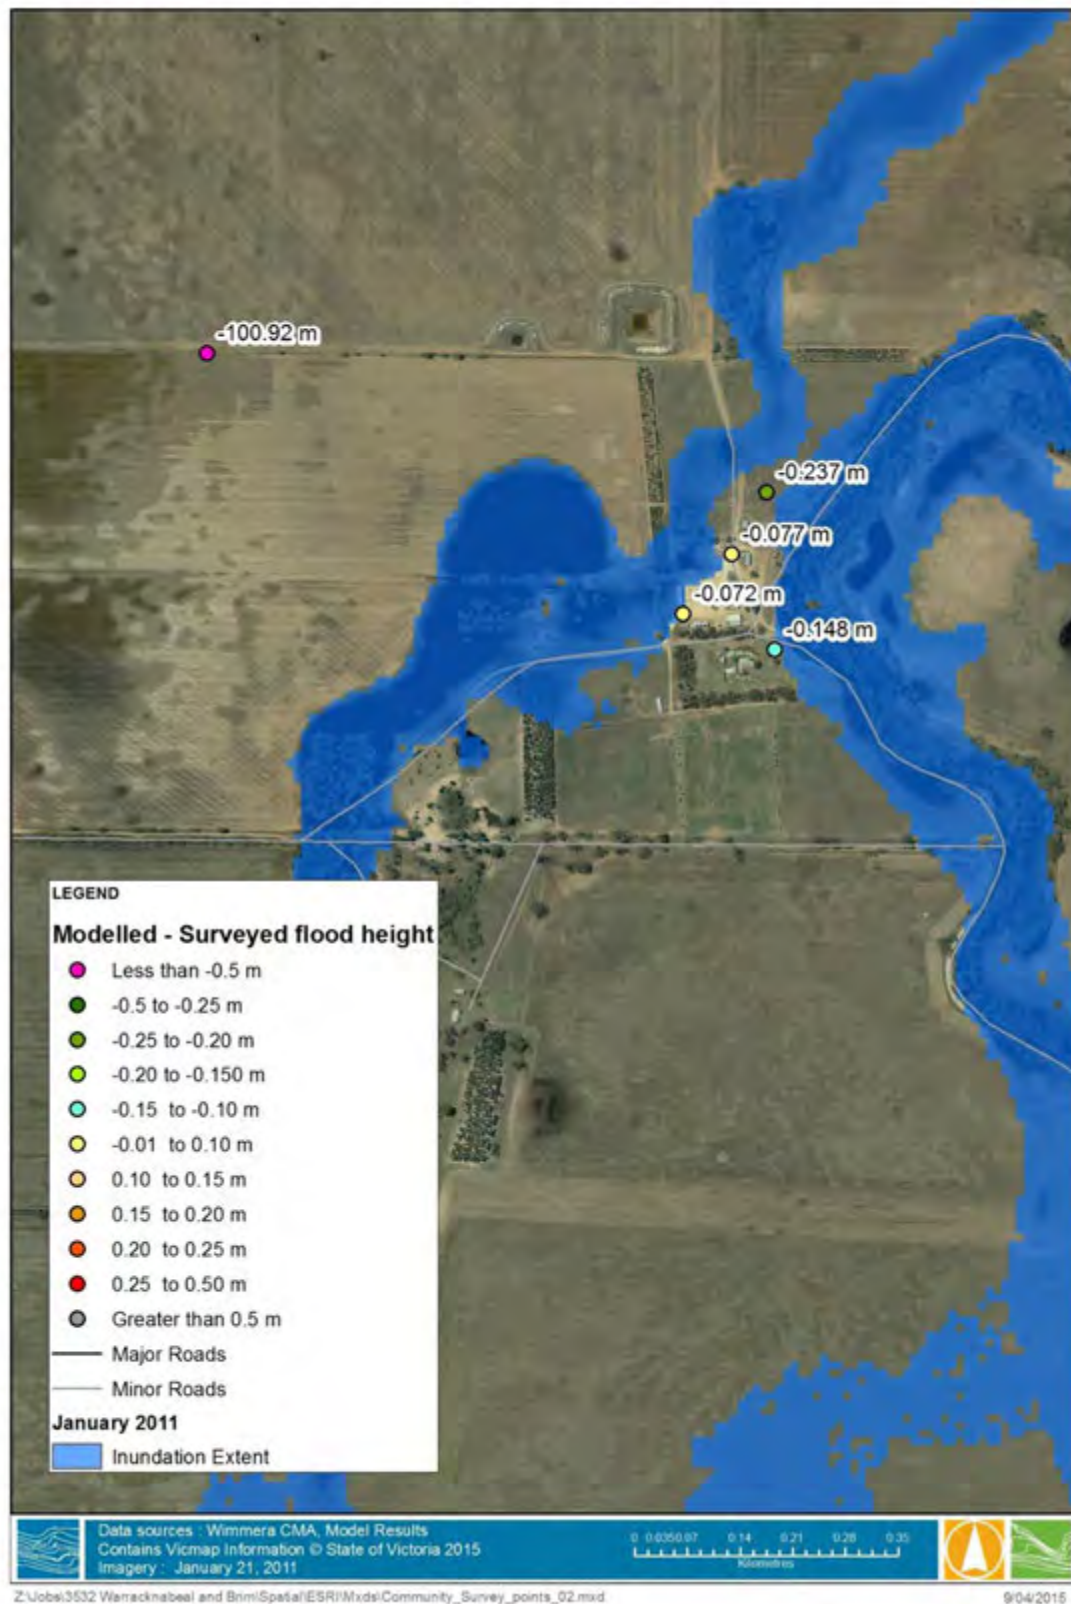 -100.92 m
-0.237 m
-0.077 m
-0.072 m
-0.148 m
LEGEND
Modelled - Surveyed flood height
Less than -0.5 m
-0.5 to -0.25 m
-0.25 to -0.20 m
-0.20 to -0.150 m
-0.15 to -0.10 m
-0.01 to 0.10 m
0.10 to 0.15 m
0.15 to 0.20 m
0.20 to 0.25 m
0.25 to 0.50 m
Greater than 0.5 m
Major Roads
Minor Roads
January 2011
Inundation Extent
Data sources : Wimmera CMA, Model Results
Contains Vicmap Information © State of Victoria 2015
Imagery : January 21, 2011
0 0.0350.07 0.14 0.21 0.28 0.35
Kilometres
Z:\Jobs\3532 Warracknabeal and Brim\Spatial\ESRI\Mxds\Community_Survey_points_02.mxd
9/04/2015